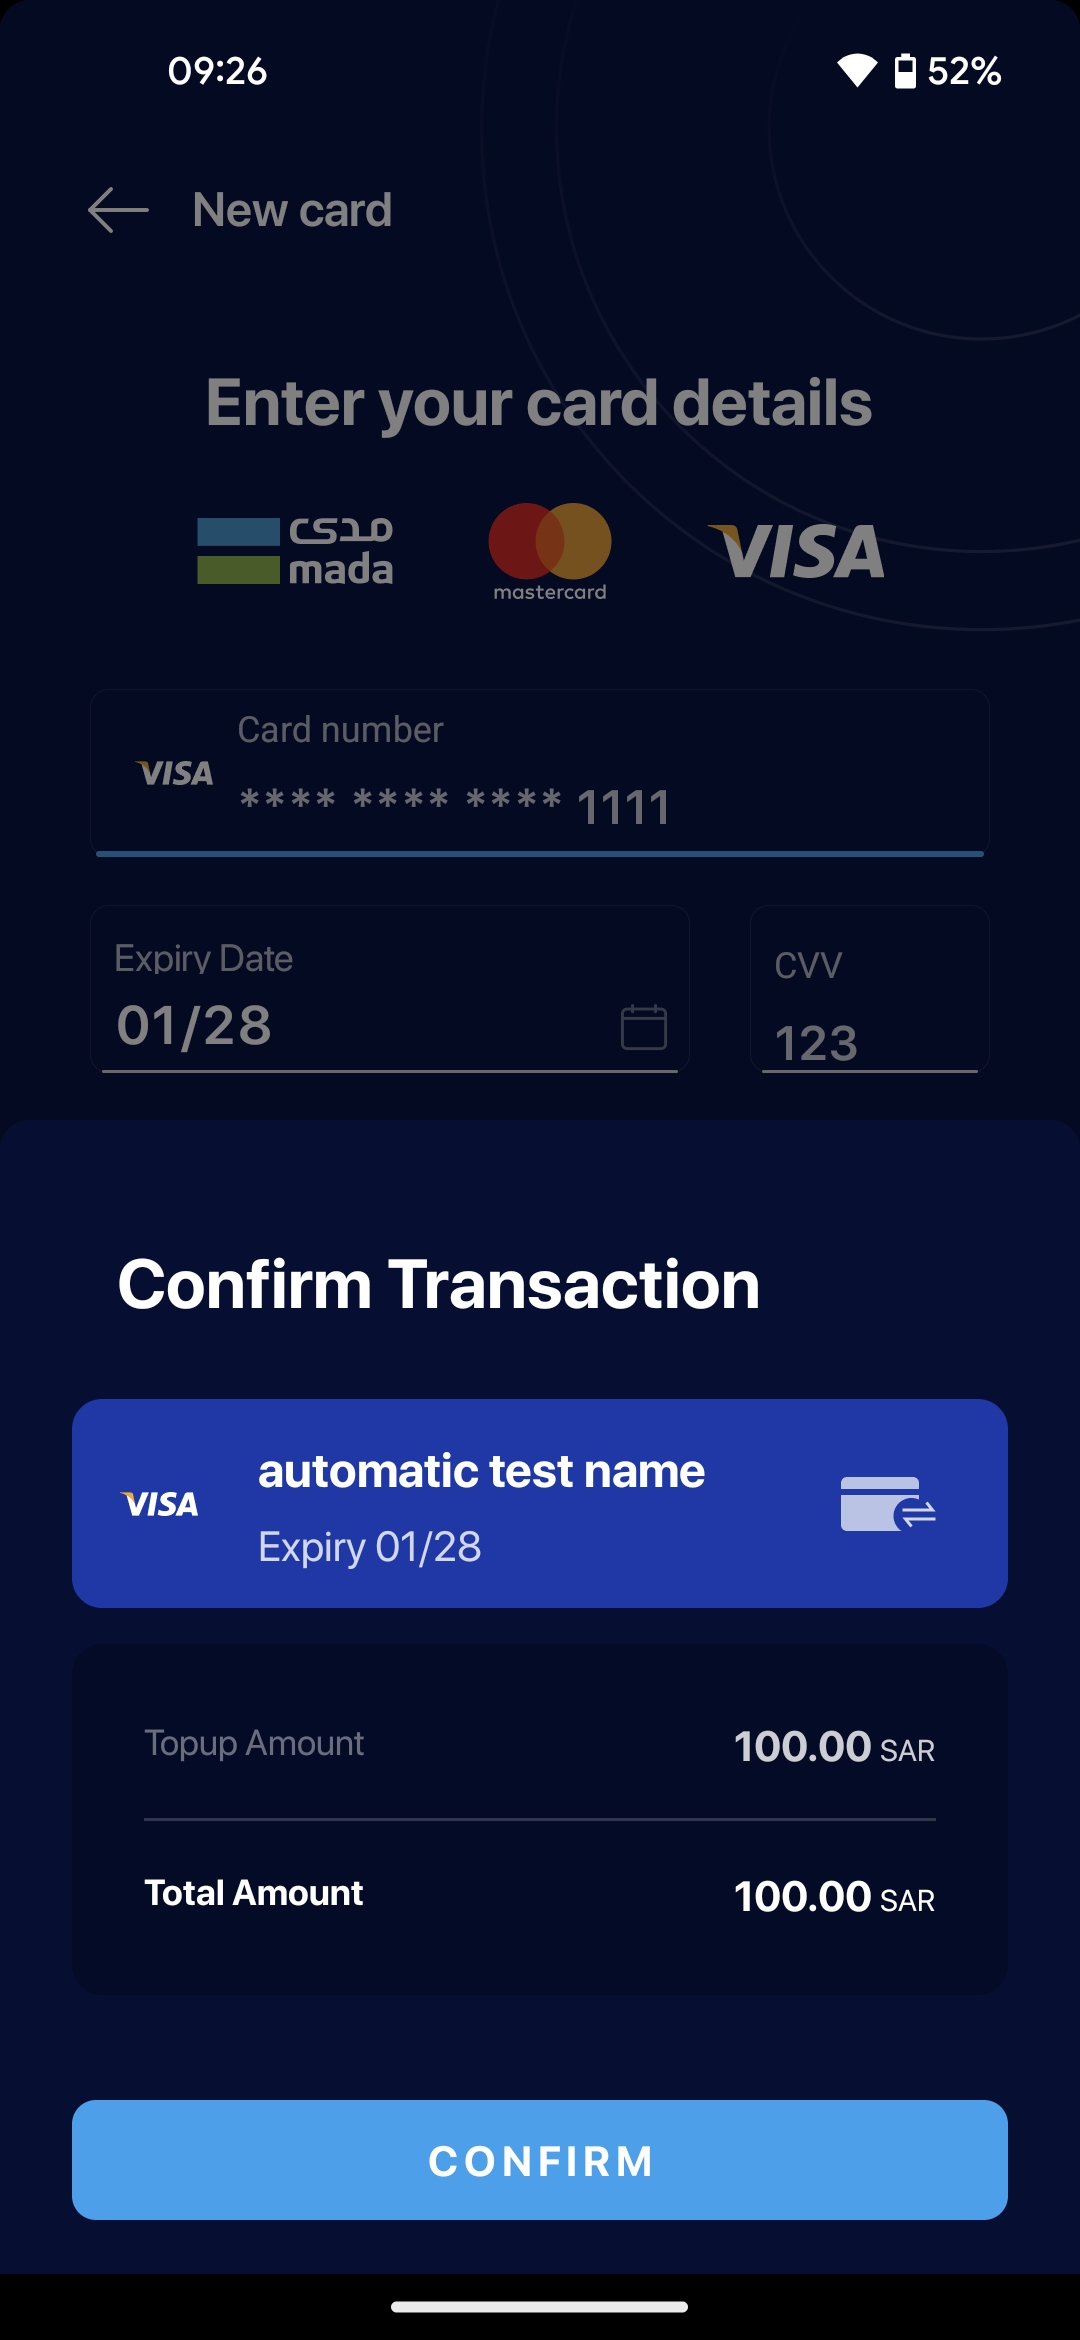 09:26
52%
New card
Enter your card details
مدى
mada
mastercard
VISA
Card number
VISA
**** **** **** 1111
Expiry Date
01/28
CVV
123
Confirm Transaction
VISA
automatic test name
Expiry 01/28
Topup Amount
100.00 SAR
Total Amount
100.00 SAR
CONFIRM